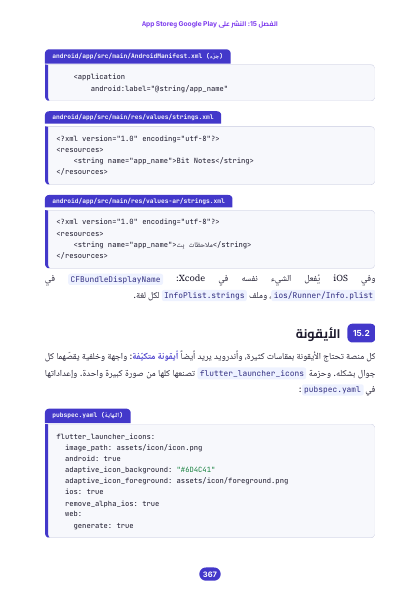 الفصل 15: النشر على Google Play وApp Store
android/app/src/main/AndroidManifest.xml (جزء)
<application
android:label="@string/app_name"
android/app/src/main/res/values/strings.xml
<?xml version="1.0" encoding="utf-8"?>
<resources>
<string name="app_name">Bit Notes</string>
</resources>
android/app/src/main/res/values-ar/strings.xml
<?xml version="1.0" encoding="utf-8"?>
<resources>
<string name="app_name">ملاحظات بت</string>
</resources>
وفي iOS يُفعل الشيء نفسه في Xcode: CFBundleDisplayName في
ios/Runner/Info.plist، وملف InfoPlist.strings لكل لغة.
15.2 الأيقونة
كل منصة تحتاج الأيقونة بمقاسات كثيرة، وأندرويد يريد أيضاً أيقونة متكيّفة: واجهة وخلفية يقصّهما كل
جوال بشكله. وحزمة flutter_launcher_icons تصنعها كلها من صورة كبيرة واحدة. وإعداداتها
في pubspec.yaml:
pubspec.yaml (النهاية)
flutter_launcher_icons:
image_path: assets/icon/icon.png
android: true
adaptive_icon_background: "#6D4C41"
adaptive_icon_foreground: assets/icon/foreground.png
ios: true
remove_alpha_ios: true
web:
generate: true
367